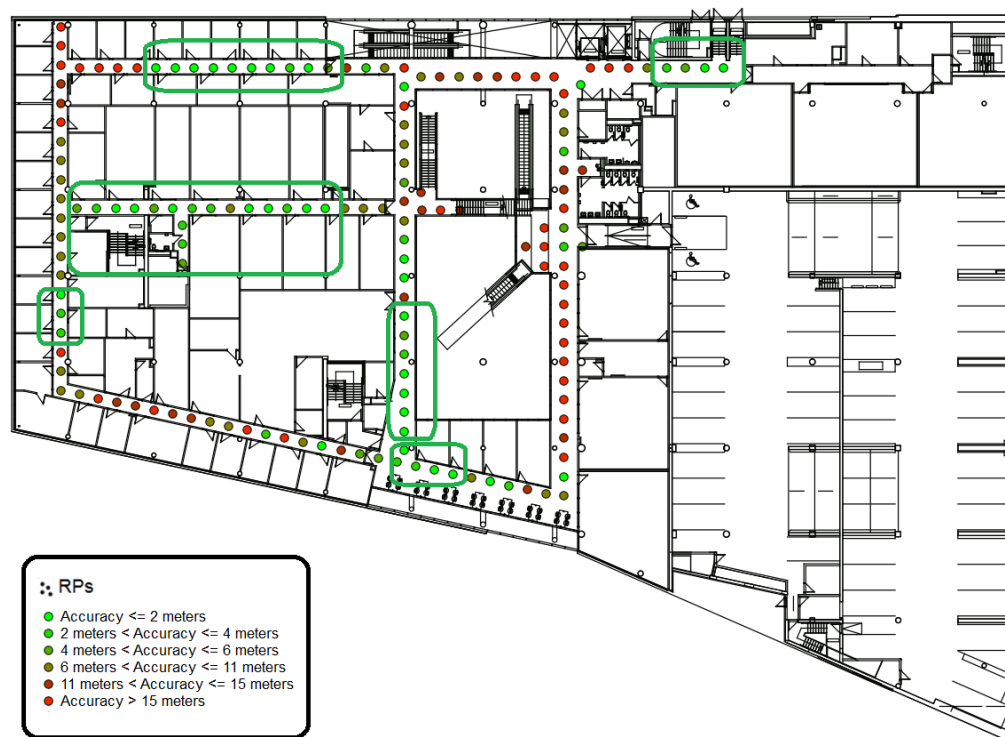 RPs
Accuracy <= 2 meters
2 meters < Accuracy <= 4 meters
4 meters < Accuracy <= 6 meters
6 meters < Accuracy <= 11 meters
11 meters < Accuracy <= 15 meters
Accuracy > 15 meters